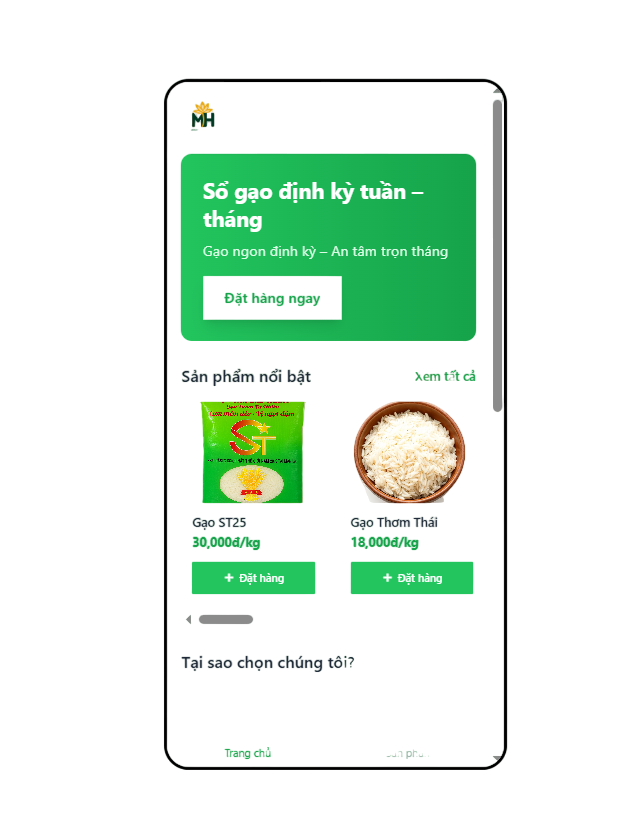 MH
Sổ gạo định kỳ tuần –
tháng
Gạo ngon định kỳ – An tâm trọn tháng
Đặt hàng ngay
Sản phẩm nổi bật
Xem tất cả
ST
Gạo ST25
Gạo Thơm Thái
30,000đ/kg
18,000đ/kg
+ Đặt hàng
+ Đặt hàng
Tại sao chọn chúng tôi?
Trang chủ